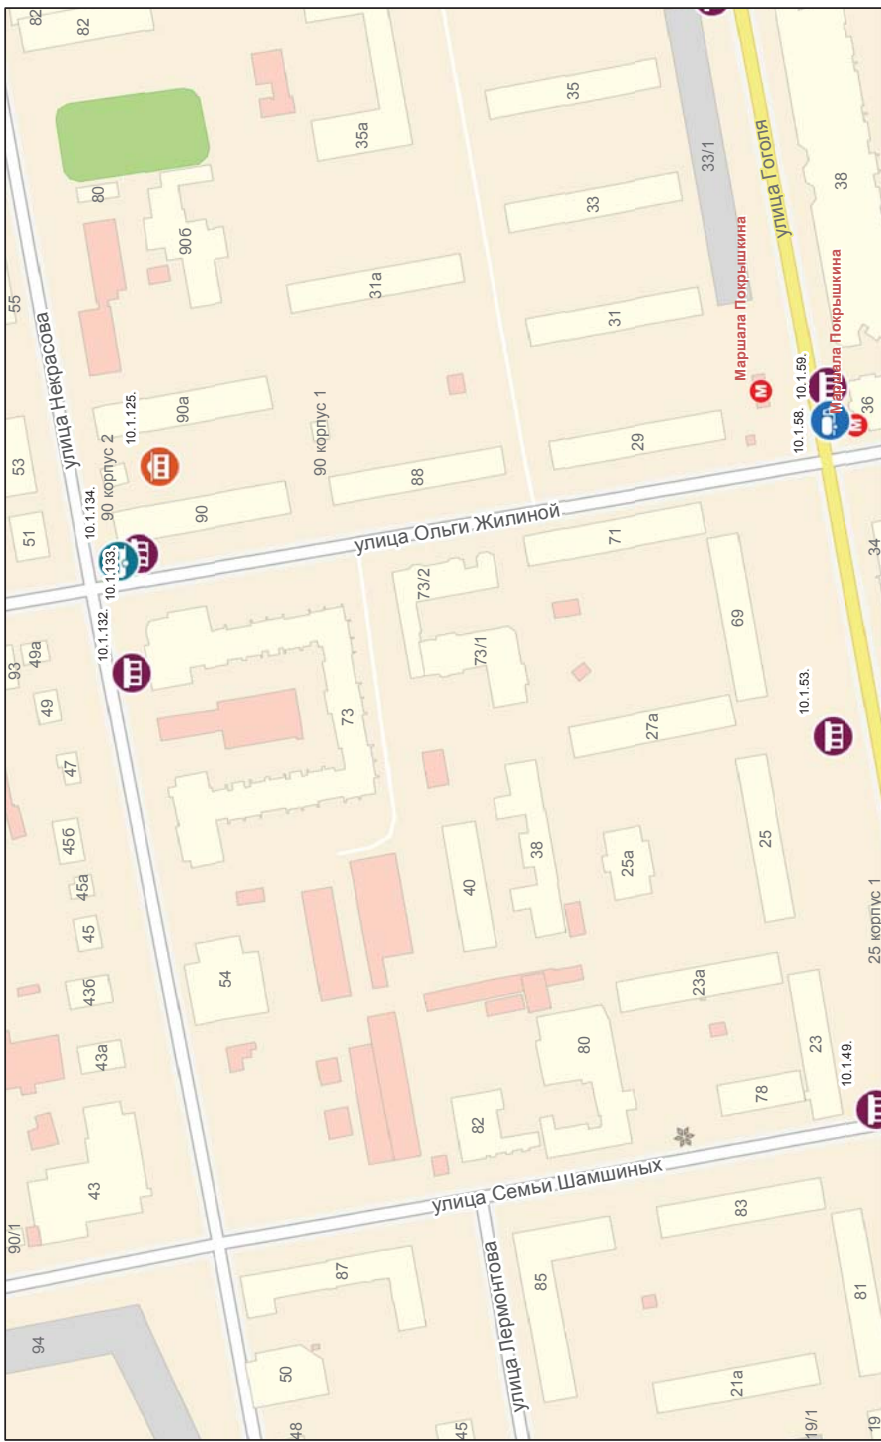 82
82
35
35а
33/1
улица Гоголя
38
80
33
90б
31а
55
улица Некрасова
31
Маршала Покрышкина
Маршала Покрышкина
90а
10.1.125.
90 корпус 1
29
10.1.58.
10.1.59.
36
53
90 корпус 2
88
51
10.1.134.
90
улица Ольги Жилиной
71
34
10.1.133.
73/2
10.1.132.
93
49а
69
73/1
49
73
27а
10.1.53.
47
45б
45а
40
38
25а
25
45
25 корпус 1
43б
54
23а
43а
80
23
10.1.49.
78
82
43
улица Семьи Шамшиных
83
90/1
87
улица Лермонтова
85
81
94
50
21а
48
45
19/1
19